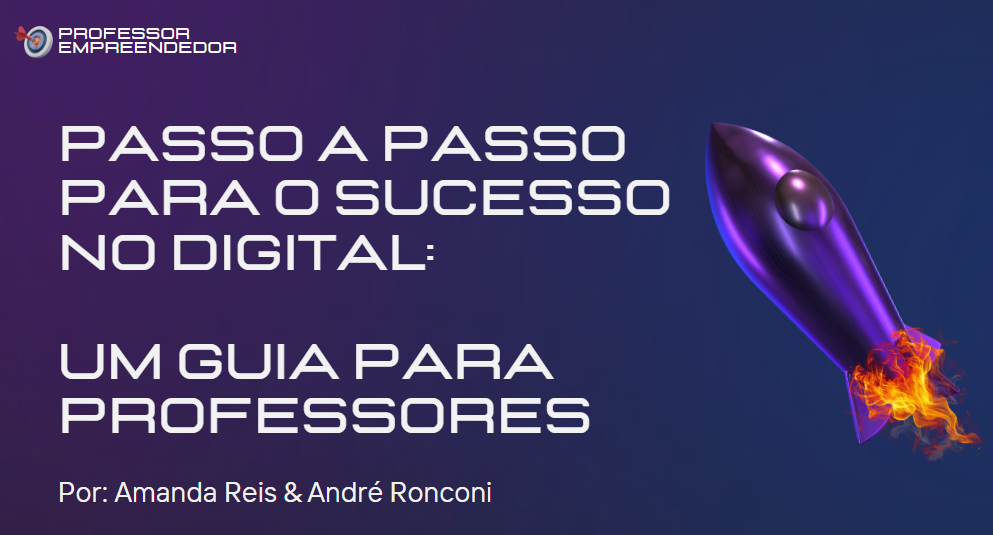 PROFESSOR
EMPREENDEDOR
PASSO A PASSO
PARA O SUCESSO
NO DIGITAL:
UM GUIA PARA
PROFESSORES
Por: Amanda Reis & André Ronconi